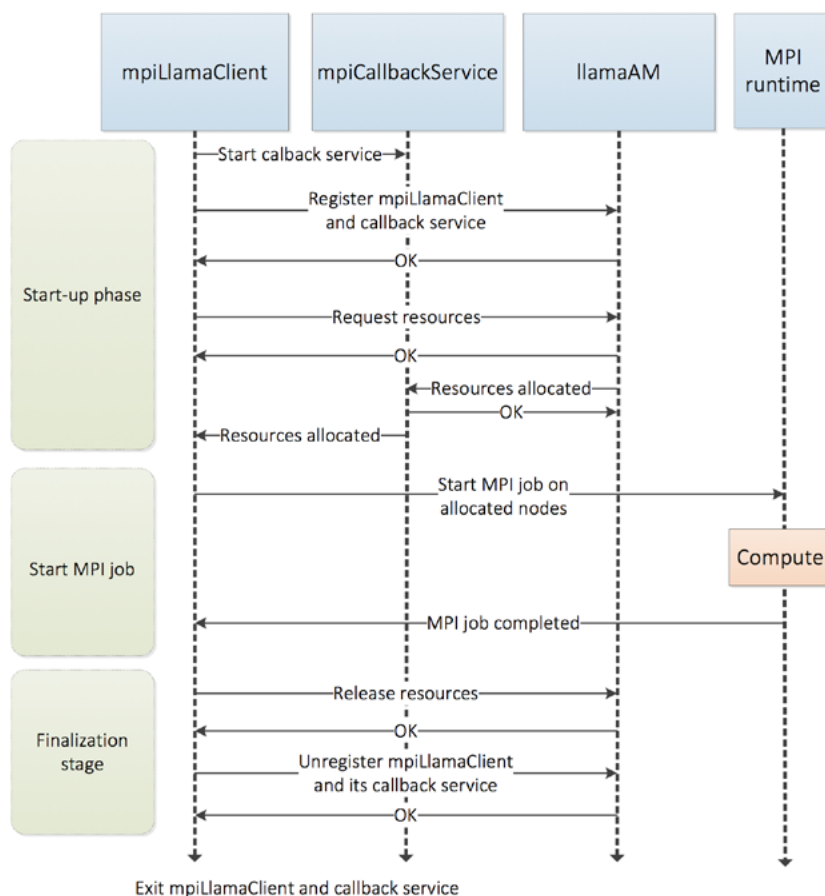 mpiLlamaClient
mpiCallbackService
llamaAM
MPI
runtime
Start-up phase
Start calback service
Register mpiLlamaClient
and callback service
OK
Request resources
OK
Resources allocated
OK
Resources allocated
Start MPI job
Start MPI job on
allocated nodes
Compute
MPI job completed
Finalization
stage
Release resources
OK
Unregister mpiLlamaClient
and its callback service
OK
Exit mpiLlamaClient and callback service